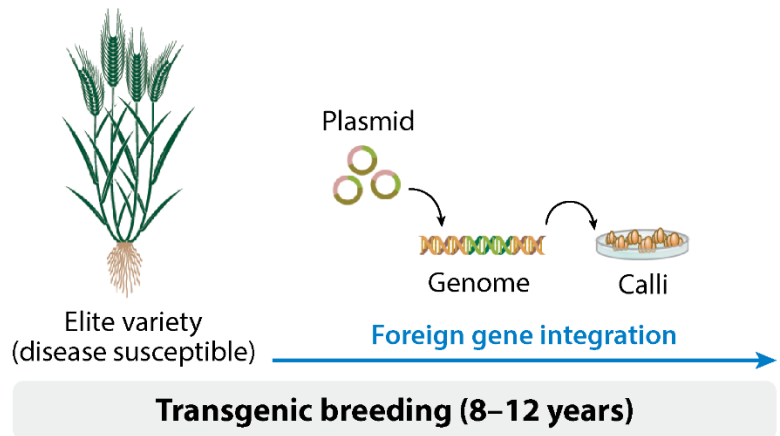 Plasmid
Genome
Calli
Elite variety
(disease susceptible)
Foreign gene integration
Transgenic breeding (8–12 years)